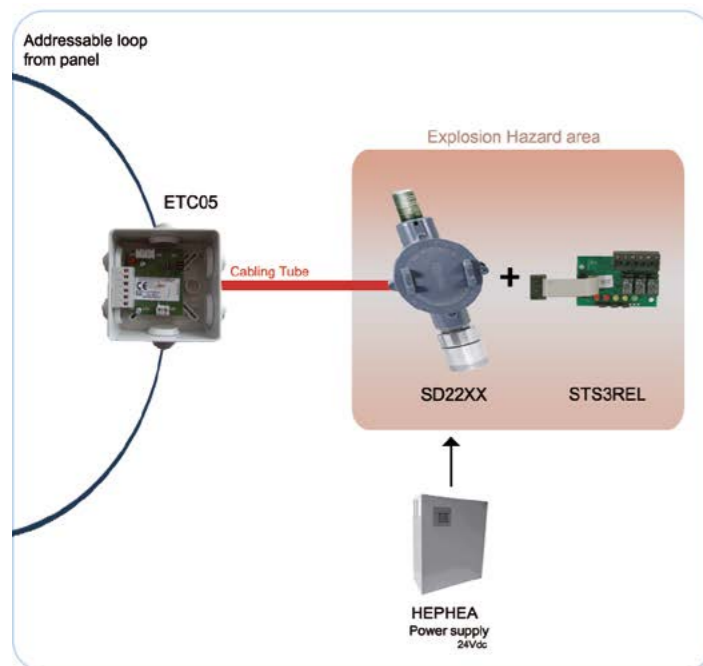 Addressable loop
from panel
Explosion Hazard area
ETC05
Cabling Tube
+
SD22XX
STS3REL
HEPHEA
Power supply
24Vdc